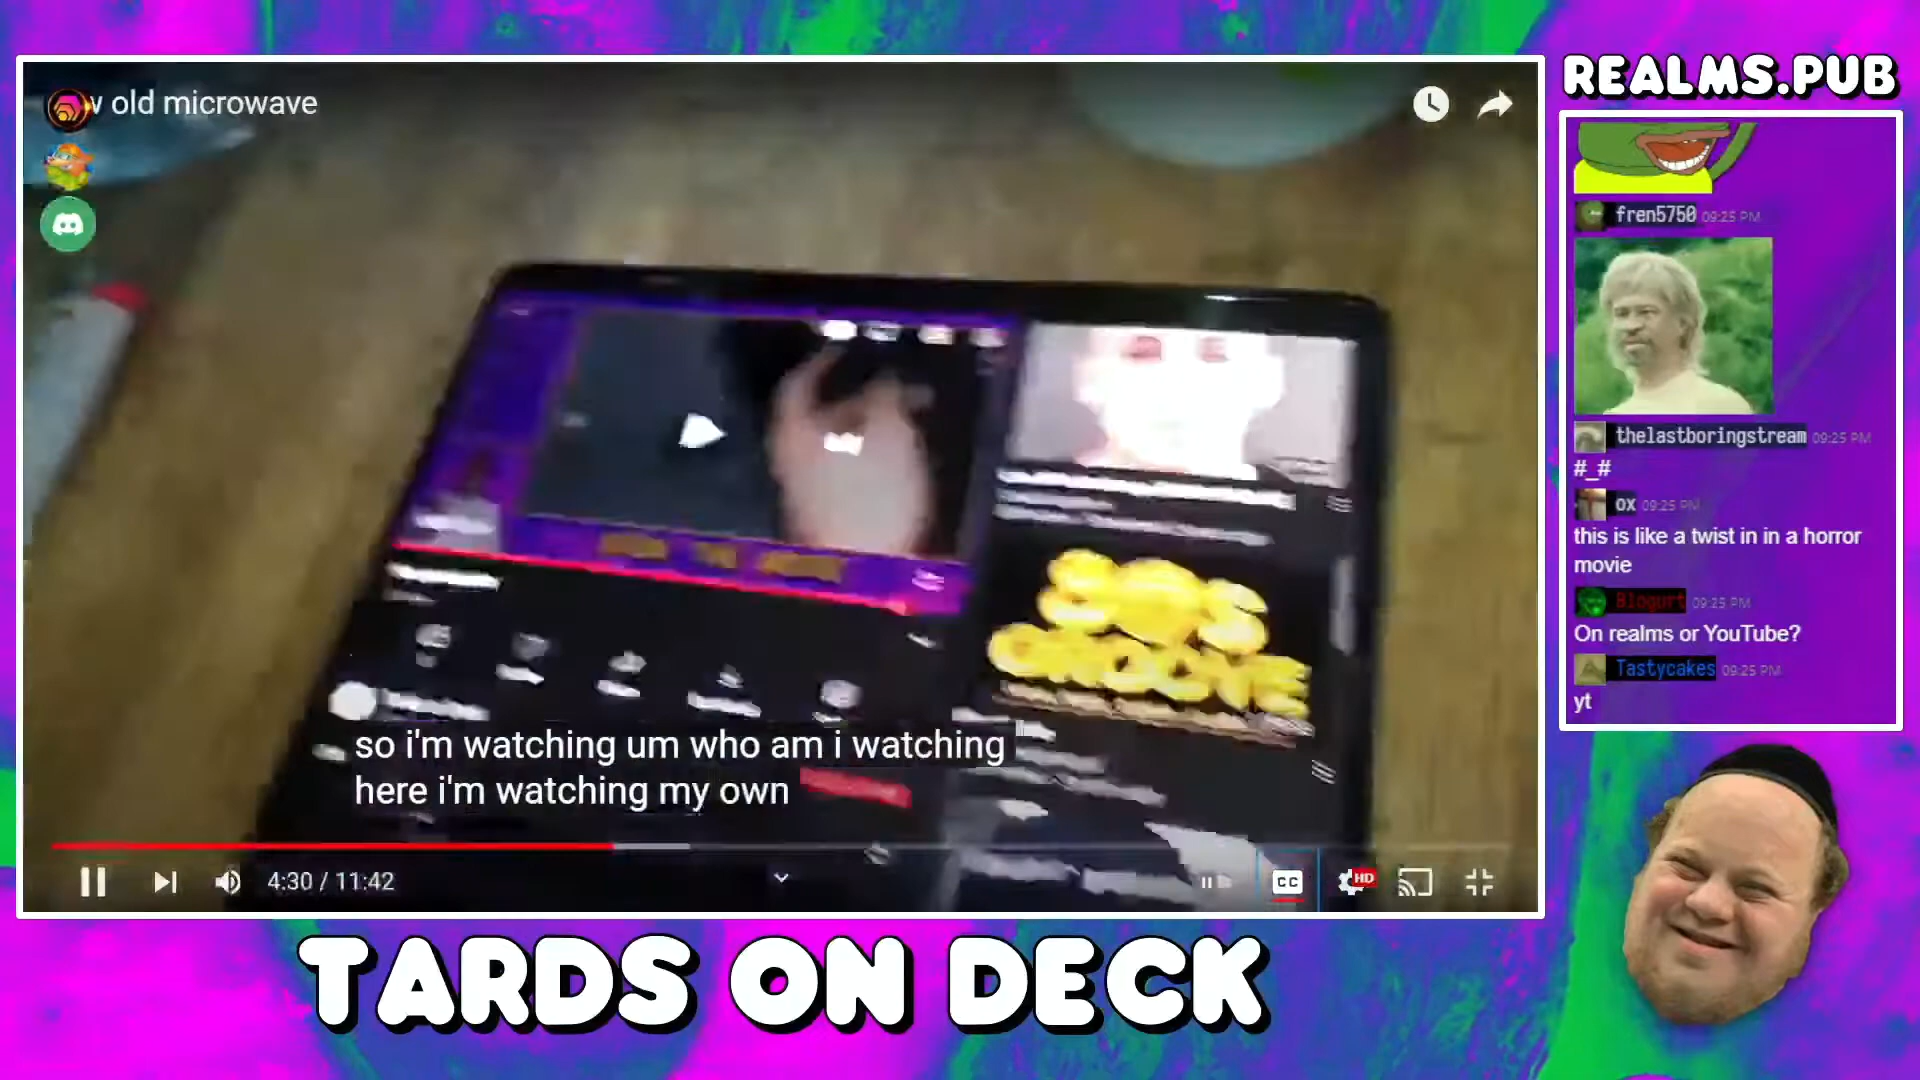 REALMS.PUB
w old microwave
fren5750 09:25 PM
thelastboringstream 09:25 PM
#_#
ox 09:25 PM
this is like a twist in in a horror
movie
Blogurt 09:25 PM
On realms or YouTube?
Tastycakes 09:25 PM
yt
so i'm watching um who am i watching
here i'm watching my own
4:30 / 11:42
CC
HD
TARDS ON DECK